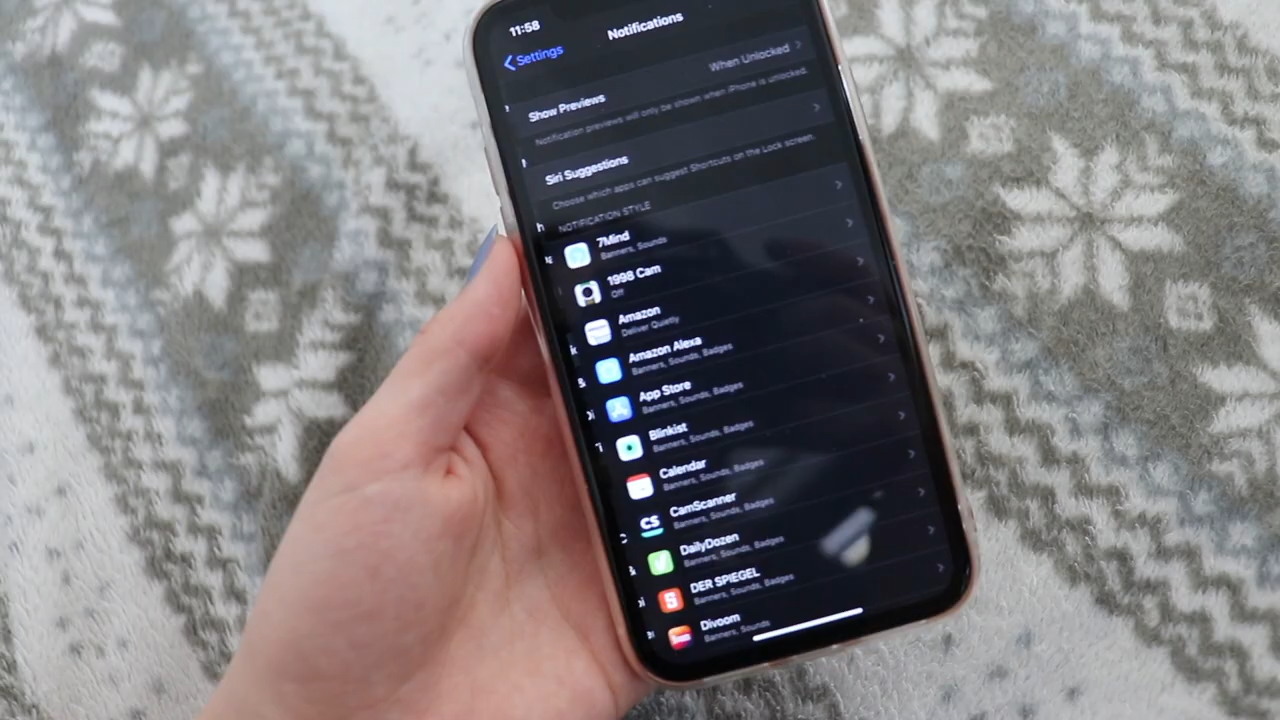 11:58
Notifications
Settings
Show Previews
When Unlocked
Notification previews will only be shown when iPhone is unlocked.
Siri Suggestions
Choose which apps can suggest Shortcuts on the Lock screen.
NOTIFICATION STYLE
7Mind
Banners, Sounds
1998 Cam
Off
Amazon
Deliver Quietly
Amazon Alexa
Banners, Sounds, Badges
App Store
Banners, Sounds, Badges
Blinkist
Banners, Sounds, Badges
Calendar
Banners, Sounds, Badges
CS
CamScanner
Banners, Sounds, Badges
DailyDozen
Banners, Sounds, Badges
S
DER SPIEGEL
Banners, Sounds, Badges
Divoom
Banners, Sounds